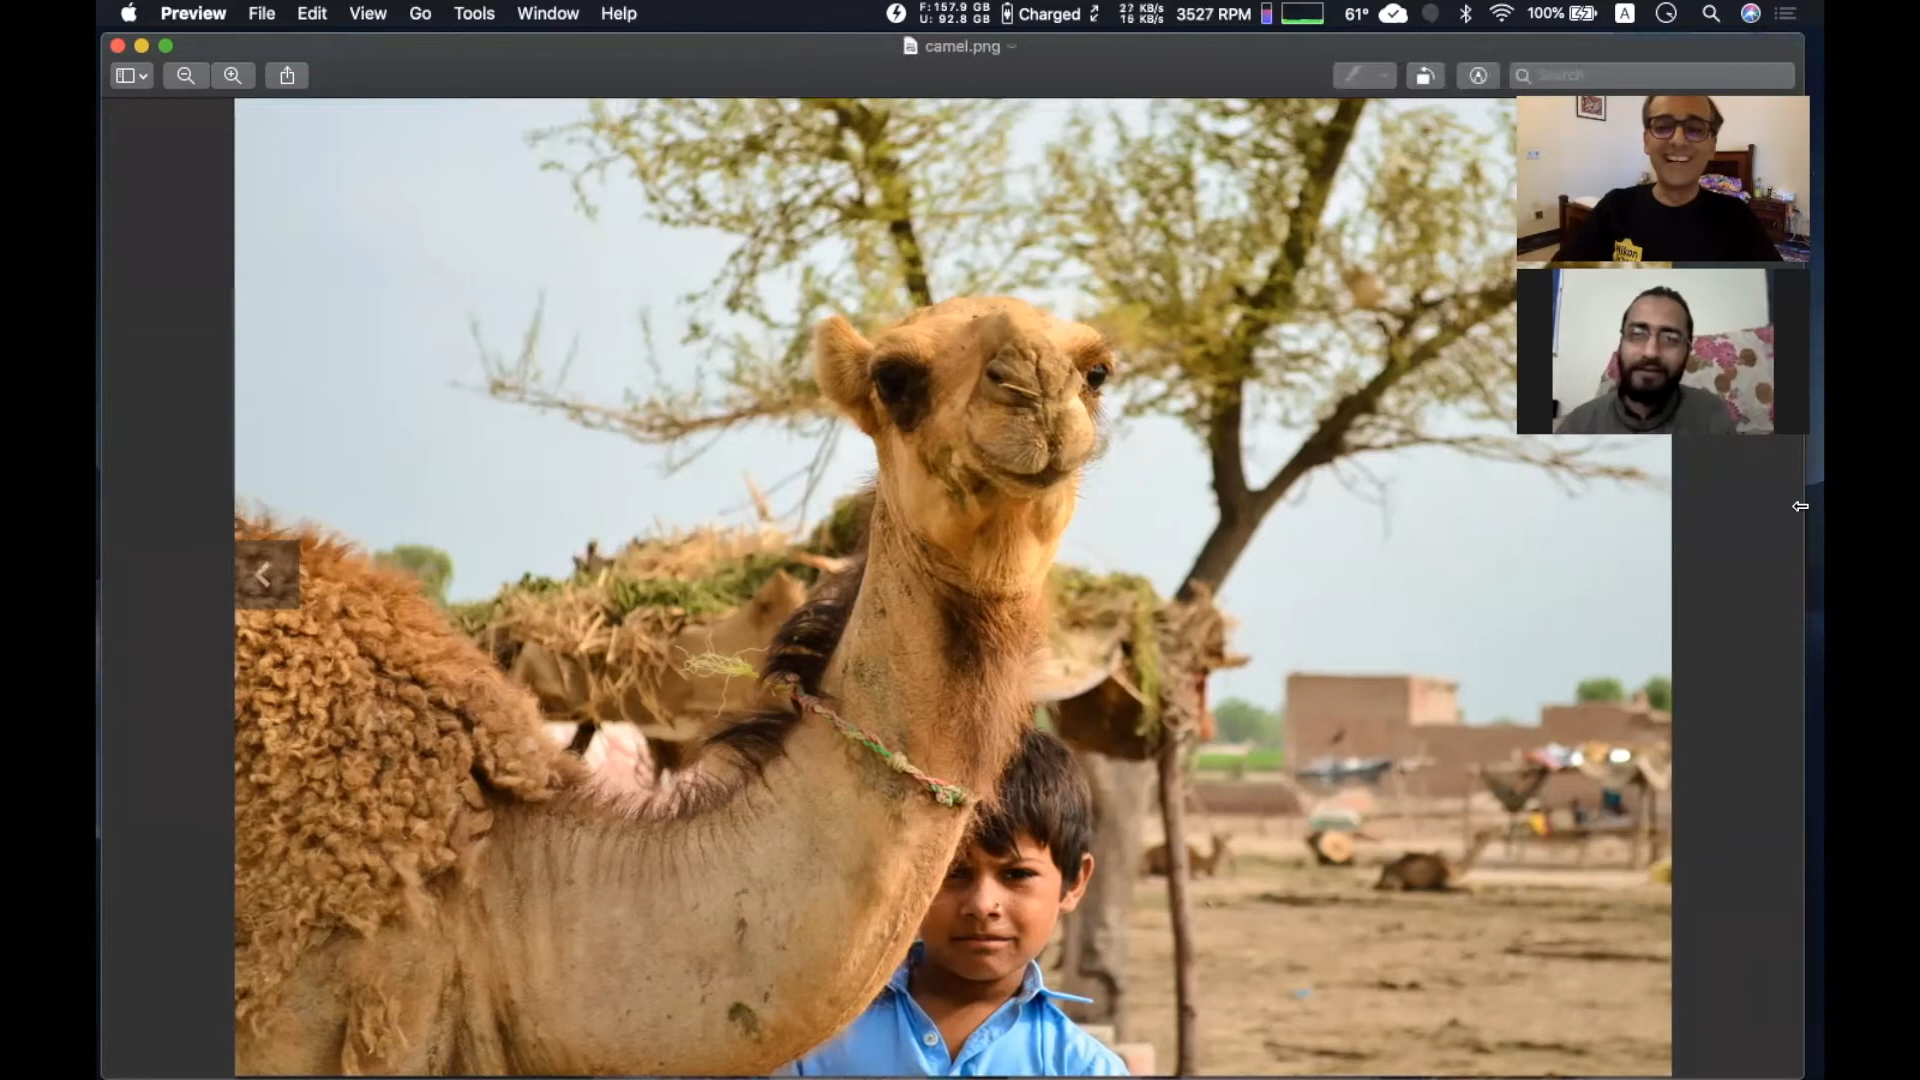 Preview File Edit View Go Tools Window Help F: 157.9 GB U: 92.8 GB Charged 27 KB/s 16 KB/s 3527 RPM 61° 100% A
camel.png
Search
Nikon